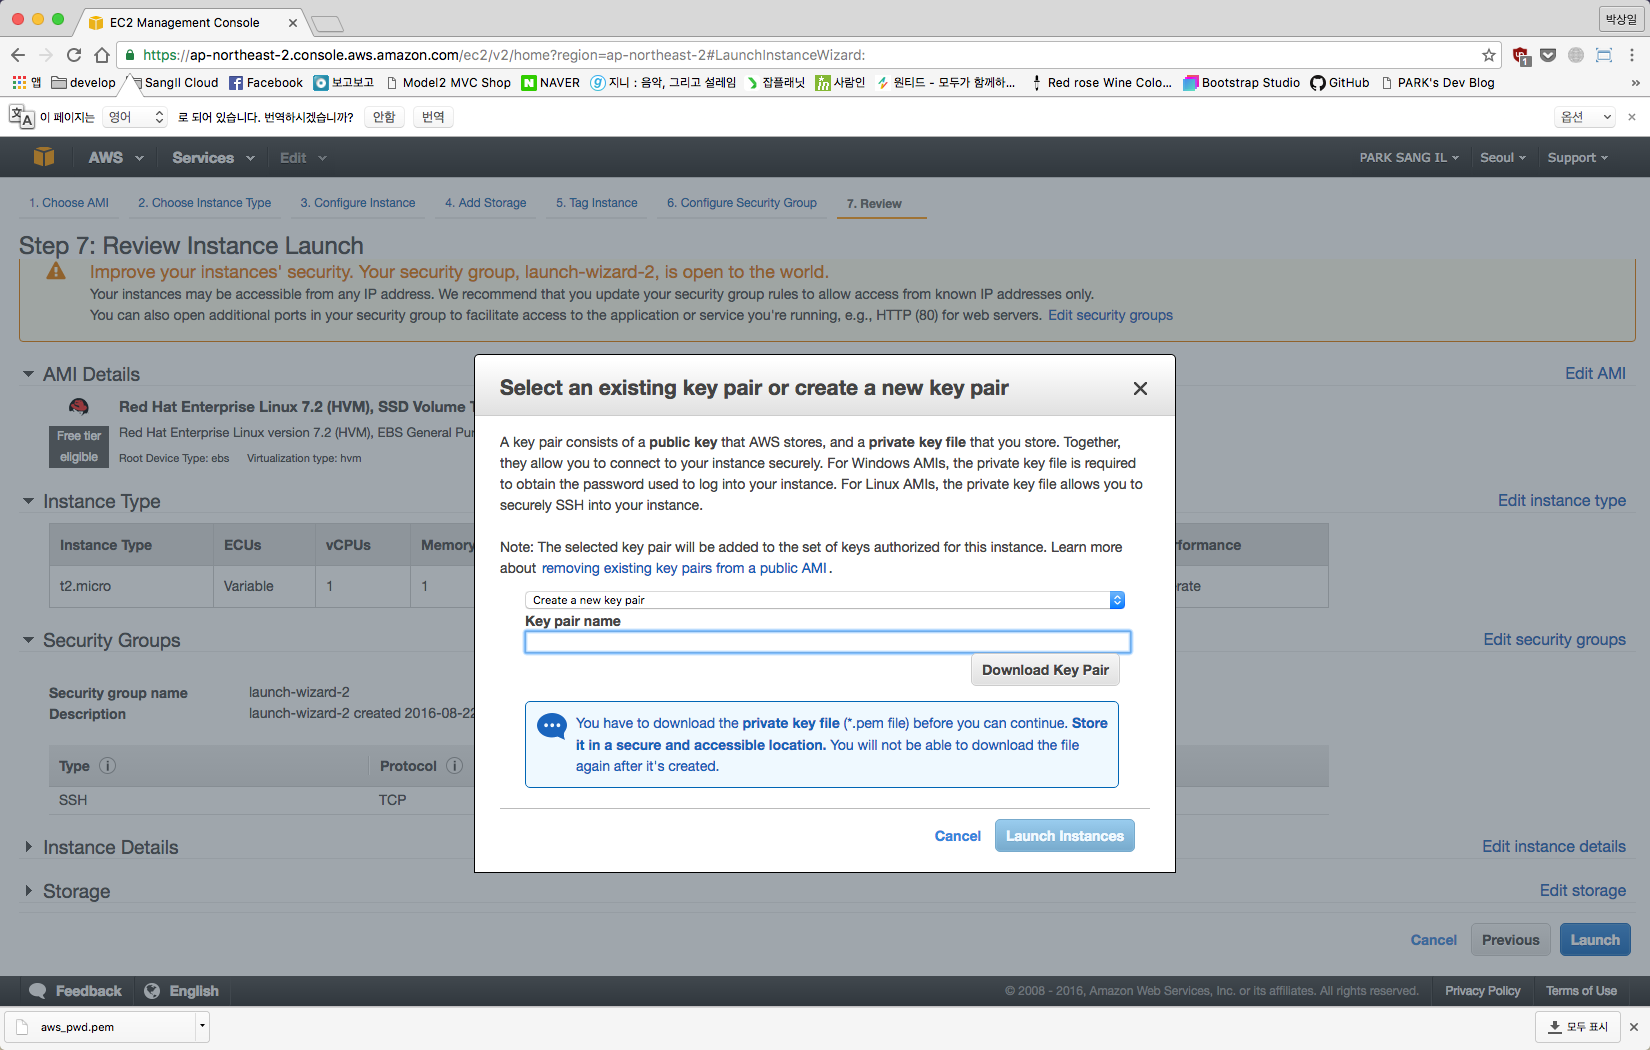 EC2 Management Console
박상일
https://ap-northeast-2.console.aws.amazon.com/ec2/v2/home?region=ap-northeast-2#LaunchInstanceWizard:
1
앱
develop
Sangil Cloud
Facebook
보고보고
Model2 MVC Shop
NAVER
지니 : 음악, 그리고 설레임
잡플래닛
사람인
원티드 - 모두가 함께하...
Red rose Wine Colo...
Bootstrap Studio
GitHub
PARK's Dev Blog
이 페이지는 영어 로 되어 있습니다. 번역하시겠습니까? 안함 번역
옵션
AWS Services Edit
PARK SANG IL Seoul Support
1. Choose AMI 2. Choose Instance Type 3. Configure Instance 4. Add Storage 5. Tag Instance 6. Configure Security Group 7. Review
Step 7: Review Instance Launch
Improve your instances' security. Your security group, launch-wizard-2, is open to the world.
Your instances may be accessible from any IP address. We recommend that you update your security group rules to allow access from known IP addresses only.
You can also open additional ports in your security group to facilitate access to the application or service you're running, e.g., HTTP (80) for web servers. Edit security groups
AMI Details
Edit AMI
Red Hat Enterprise Linux 7.2 (HVM), SSD Volume T
Free tier
eligible
Red Hat Enterprise Linux version 7.2 (HVM), EBS General Pur
Root Device Type: ebs Virtualization type: hvm
Instance Type
Edit instance type
Instance Type ECUs vCPUs Memory
formance
t2.micro Variable 1 1
rate
Security Groups
Edit security groups
Security group name launch-wizard-2
Description launch-wizard-2 created 2016-08-22
Type Protocol
SSH TCP
Instance Details
Edit instance details
Storage
Edit storage
Select an existing key pair or create a new key pair
A key pair consists of a public key that AWS stores, and a private key file that you store. Together,
they allow you to connect to your instance securely. For Windows AMIs, the private key file is required
to obtain the password used to log into your instance. For Linux AMIs, the private key file allows you to
securely SSH into your instance.
Note: The selected key pair will be added to the set of keys authorized for this instance. Learn more
about removing existing key pairs from a public AMI .
Create a new key pair
Key pair name
Download Key Pair
You have to download the private key file (*.pem file) before you can continue. Store
it in a secure and accessible location. You will not be able to download the file
again after it's created.
Cancel Launch Instances
Cancel Previous Launch
Feedback English
© 2008 - 2016, Amazon Web Services, Inc. or its affiliates. All rights reserved. Privacy Policy Terms of Use
aws_pwd.pem
모두 표시